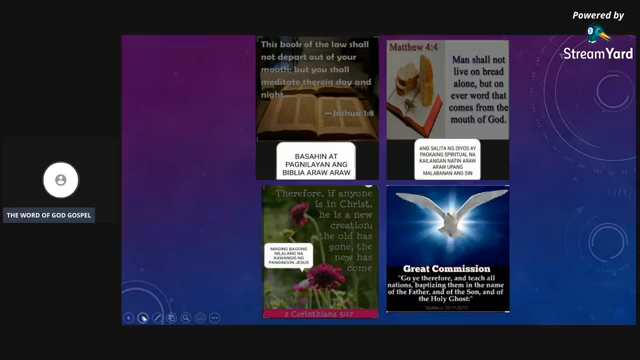 Powered by
StreamYard
This book of the law shall
not depart out of your
mouth; but you shall
meditate therein day and
night...
—Joshua 1:8
BASAHIN AT
PAGNILAYAN ANG
BIBLIA ARAW ARAW
Matthew 4:4
Man shall not
live on bread
alone, but on
ever word that
comes from the
mouth of God.
ANG SALITA NG DIYOS AY
PAGKAING SPIRITUAL NA
KAILANGAN NATIN ARAW
ARAW UPANG
MALABANAN ANG SIN
THE WORD OF GOD GOSPEL
Therefore, if anyone
is in Christ,
he is a new
creation;
the old has
gone, the
new has
come
MAGING BAGONG
NILALANG NA
KAWANGIS NG
PANGINOON JESUS
2 Corinthians 5:17
Great Commission
"Go ye therefore, and teach all
nations, baptizing them in the name
of the Father, and of the Son, and of
the Holy Ghost:"